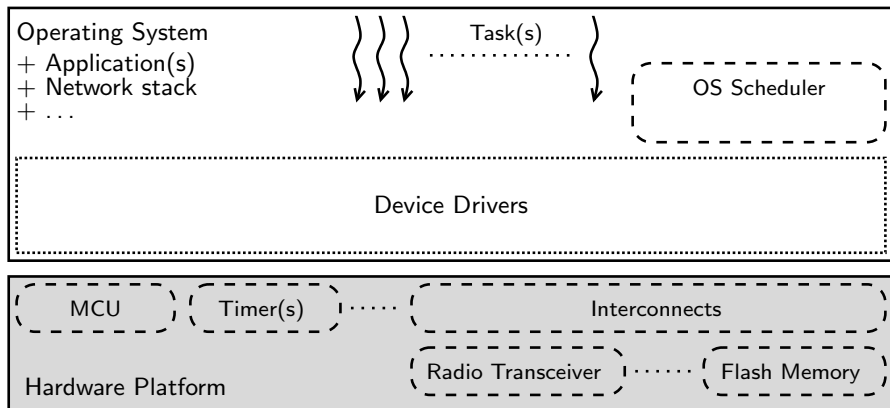 Operating System
+ Application(s)
+ Network stack
+ ...
Task(s)
OS Scheduler
Device Drivers
MCU
Timer(s)
Interconnects
Radio Transceiver
Flash Memory
Hardware Platform